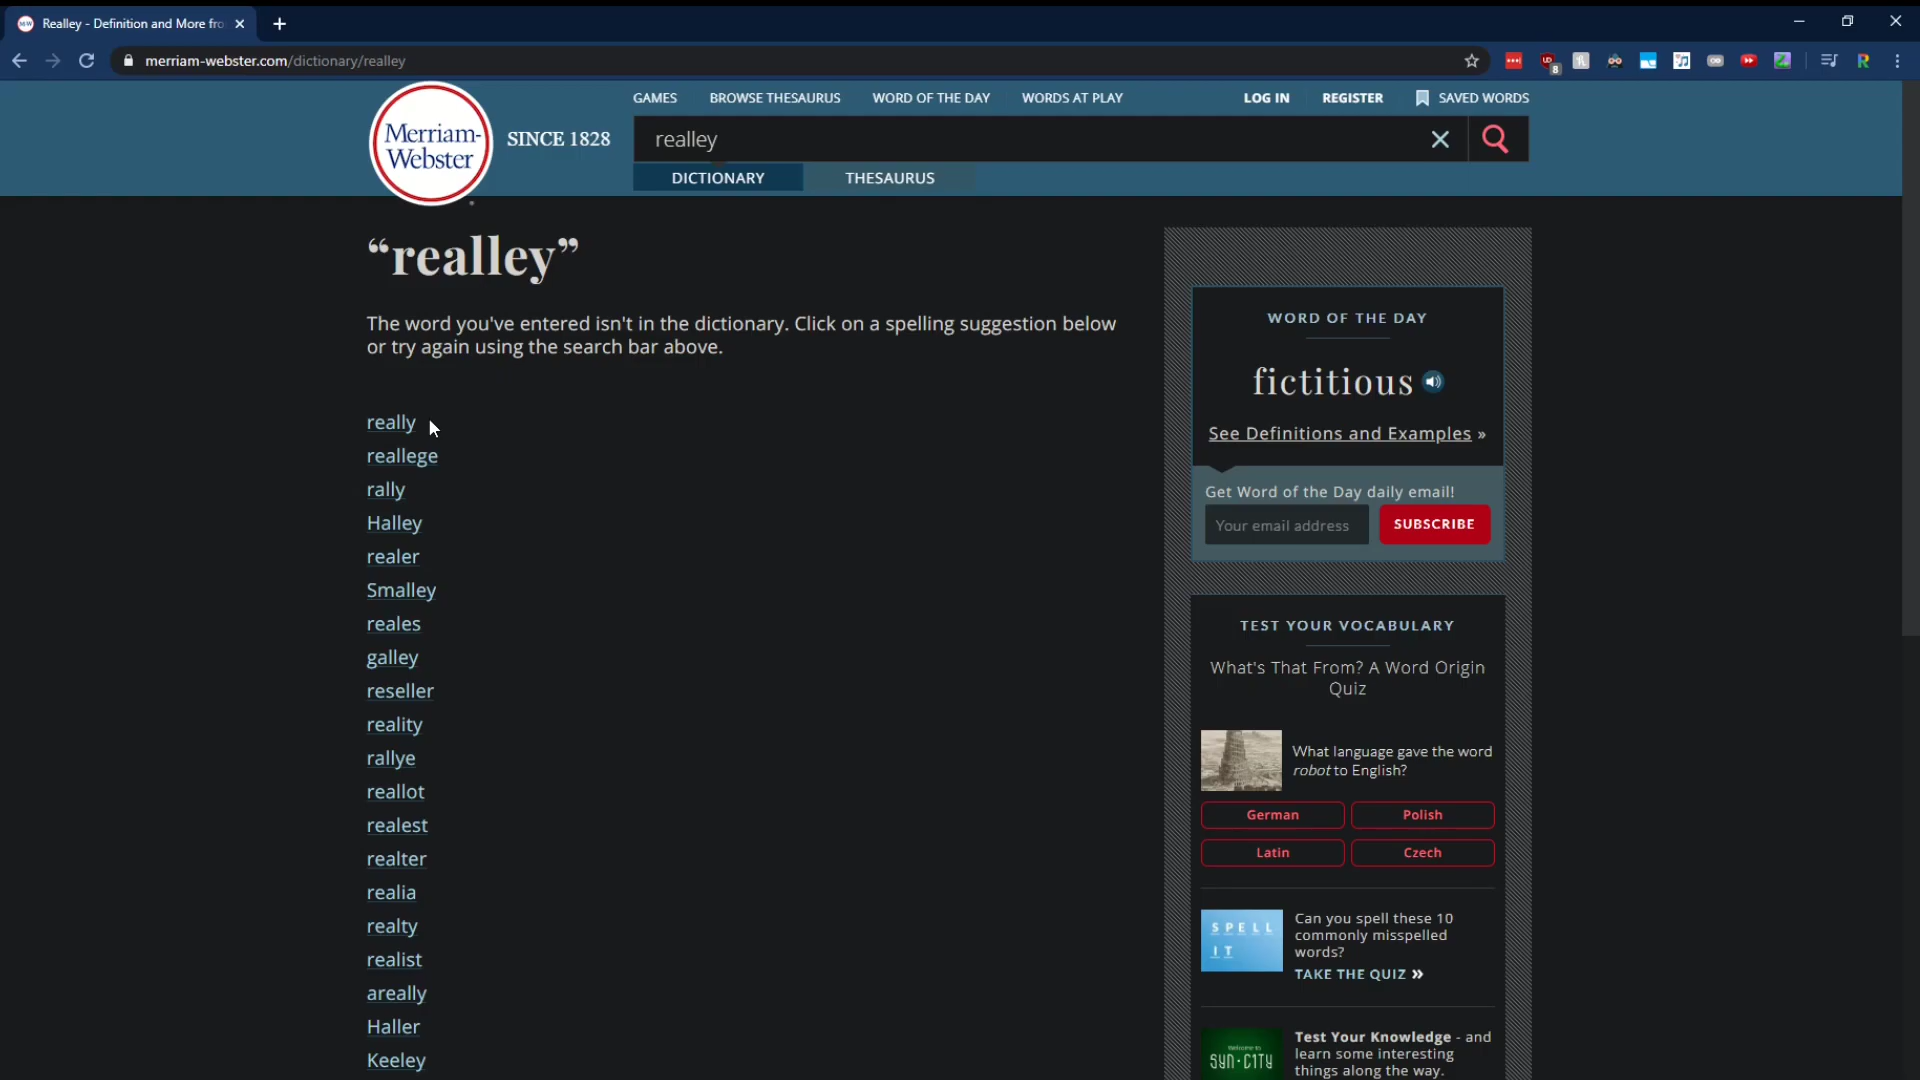 Realley - Definition and More fro
merriam-webster.com/dictionary/realley
8
GAMES
BROWSE THESAURUS
WORD OF THE DAY
WORDS AT PLAY
LOG IN
REGISTER
SAVED WORDS
Merriam-
Webster
SINCE 1828
realley
DICTIONARY
THESAURUS
“realley”
The word you've entered isn't in the dictionary. Click on a spelling suggestion below
or try again using the search bar above.
really
reallege
rally
Halley
realer
Smalley
reales
galley
reseller
reality
rallye
reallot
realest
realter
realia
realty
realist
areally
Haller
Keeley
WORD OF THE DAY
fictitious
See Definitions and Examples »
Get Word of the Day daily email!
Your email address
SUBSCRIBE
TEST YOUR VOCABULARY
What's That From? A Word Origin
Quiz
What language gave the word
robot to English?
German
Polish
Latin
Czech
SPELL
IT
Can you spell these 10
commonly misspelled
words?
TAKE THE QUIZ »
Welcome to
SYN·CITY
Test Your Knowledge - and
learn some interesting
things along the way.